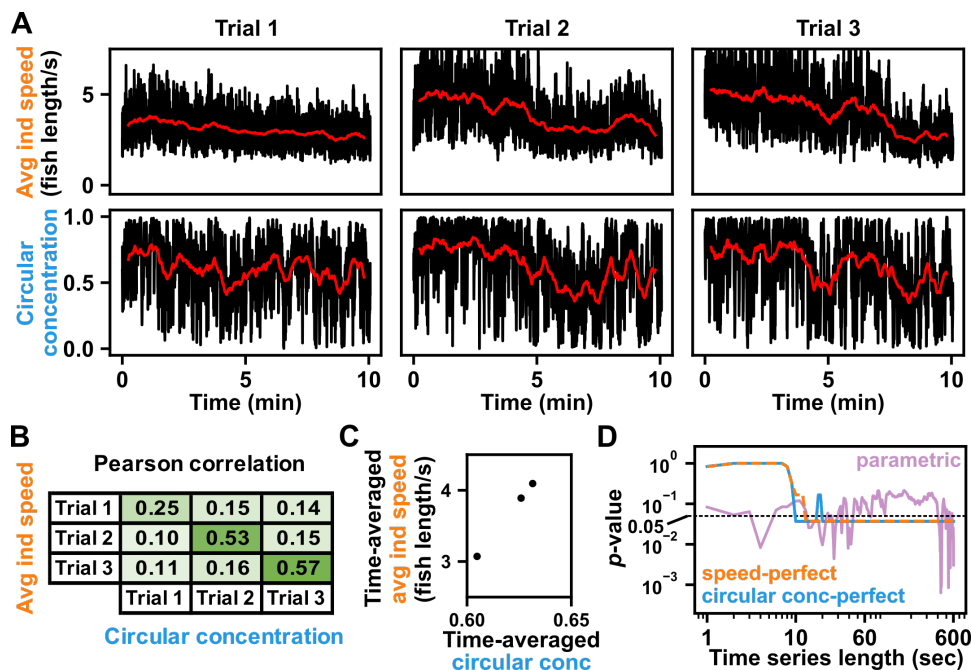 A
Trial 1 Trial 2 Trial 3
Avg ind speed
(fish length/s)
5
0
Circular
concentration
1.0
0.5
0.0
0 5 10
0 5 10
0 5 10
Time (min) Time (min) Time (min)
B
Pearson correlation
Avg ind speed
Trial 1 0.25 0.15 0.14
Trial 2 0.10 0.53 0.15
Trial 3 0.11 0.16 0.57
Trial 1 Trial 2 Trial 3
Circular concentration
C
Time-averaged
avg ind speed
(fish length/s)
4
3
0.60 0.65
Time-averaged
circular conc
D
p-value
10^0
10^-1
0.05
10^-2
10^-3
parametric
speed-perfect
circular conc-perfect
1 10 60 600
Time series length (sec)